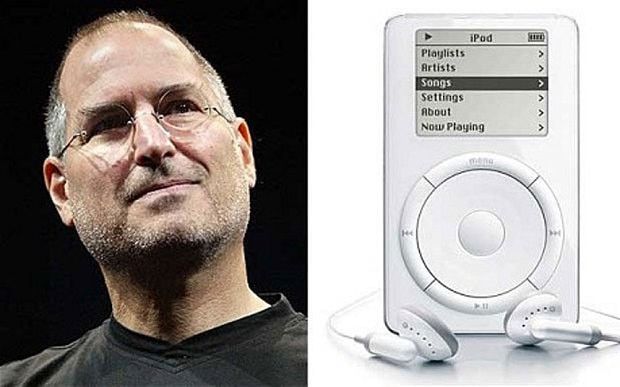 iPod
Playlists >
Artists >
Songs >
Settings >
About >
Now Playing >
menu